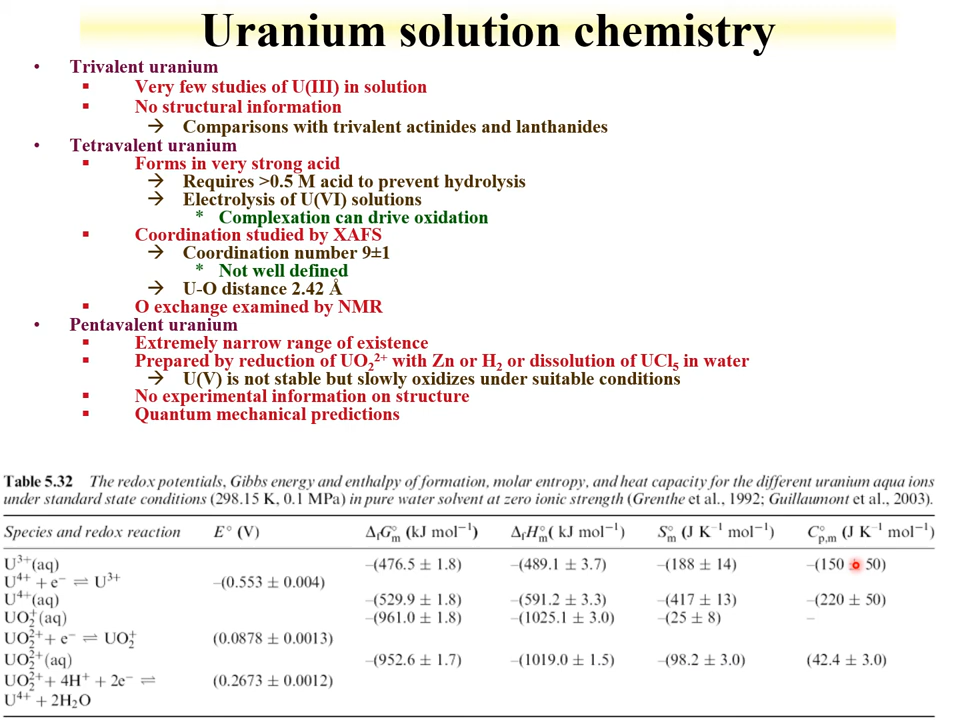 Uranium solution chemistry
• Trivalent uranium
▪ Very few studies of U(III) in solution
▪ No structural information
→ Comparisons with trivalent actinides and lanthanides
• Tetravalent uranium
▪ Forms in very strong acid
→ Requires >0.5 M acid to prevent hydrolysis
→ Electrolysis of U(VI) solutions
* Complexation can drive oxidation
▪ Coordination studied by XAFS
→ Coordination number 9±1
* Not well defined
→ U-O distance 2.42 Å
▪ O exchange examined by NMR
• Pentavalent uranium
▪ Extremely narrow range of existence
▪ Prepared by reduction of UO₂²⁺ with Zn or H₂ or dissolution of UCl₅ in water
→ U(V) is not stable but slowly oxidizes under suitable conditions
▪ No experimental information on structure
▪ Quantum mechanical predictions
Table 5.32 The redox potentials, Gibbs energy and enthalpy of formation, molar entropy, and heat capacity for the different uranium aqua ions
under standard state conditions (298.15 K, 0.1 MPa) in pure water solvent at zero ionic strength (Grenthe et al., 1992; Guillaumont et al., 2003).
Species and redox reaction E° (V) ΔfG°m (kJ mol⁻¹) ΔfH°m( kJ mol⁻¹) S°m (J K⁻¹ mol⁻¹) C°p,m (J K⁻¹ mol⁻¹)
U³⁺(aq) –(476.5 ± 1.8) –(489.1 ± 3.7) –(188 ± 14) –(150 ± 50)
U⁴⁺ + e⁻ ⇌ U³⁺ –(0.553 ± 0.004)
U⁴⁺(aq) –(529.9 ± 1.8) –(591.2 ± 3.3) –(417 ± 13) –(220 ± 50)
UO₂⁺(aq) –(961.0 ± 1.8) –(1025.1 ± 3.0) –(25 ± 8) –
UO₂²⁺ + e⁻ ⇌ UO₂⁺ (0.0878 ± 0.0013)
UO₂²⁺(aq) –(952.6 ± 1.7) –(1019.0 ± 1.5) –(98.2 ± 3.0) (42.4 ± 3.0)
UO₂²⁺ + 4H⁺ + 2e⁻ ⇌ (0.2673 ± 0.0012)
U⁴⁺ + 2H₂O